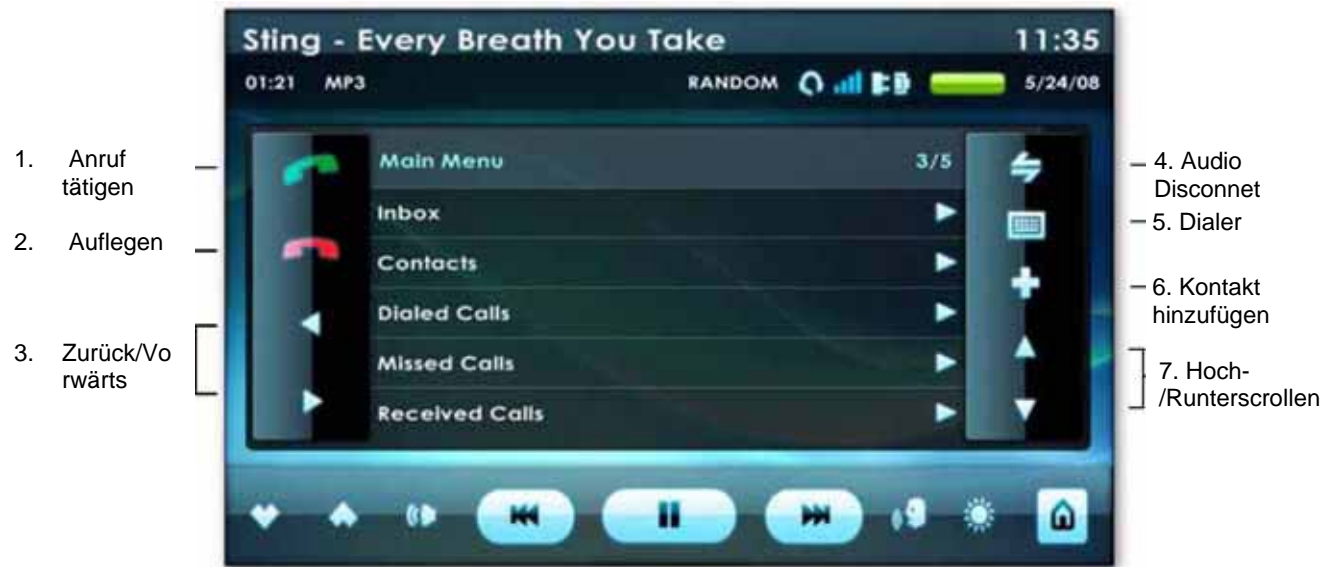 Sting - Every Breath You Take 11:35
01:21 MP3 RANDOM 5/24/08
1. Anruf
tätigen
2. Auflegen
3. Zurück/Vo
rwärts
Main Menu 3/5
Inbox
Contacts
Dialed Calls
Missed Calls
Received Calls
4. Audio
Disconnet
5. Dialer
6. Kontakt
hinzufügen
7. Hoch-
/Runterscrollen